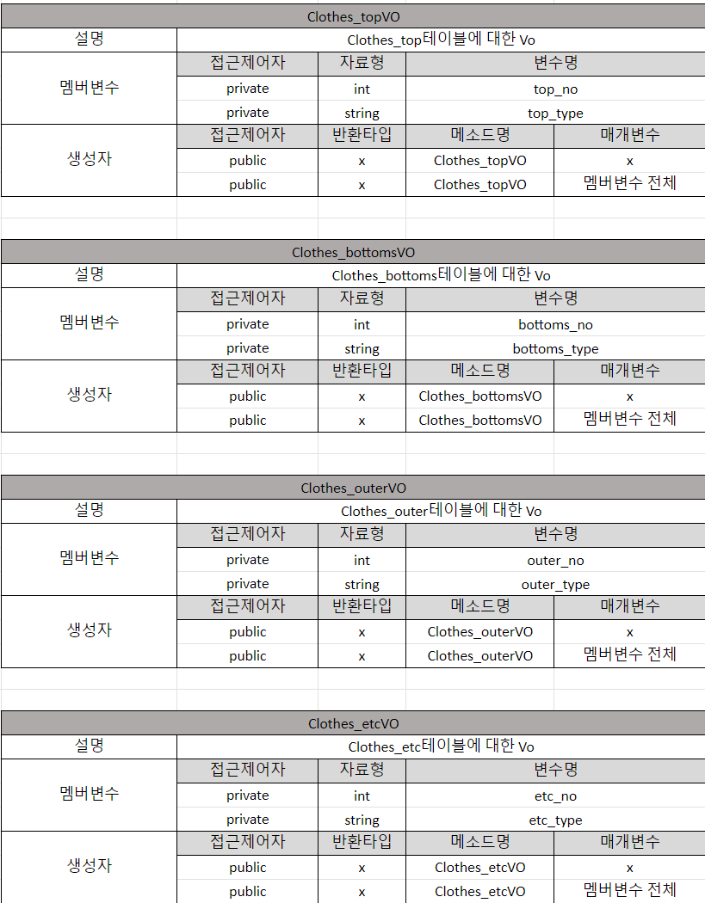 Clothes_topVO
설명 Clothes_top테이블에 대한 Vo
멤버변수 접근제어자 자료형 변수명
private int top_no
private string top_type
생성자 접근제어자 반환타입 메소드명 매개변수
public x Clothes_topVO x
public x Clothes_topVO 멤버변수 전체
Clothes_bottomsVO
설명 Clothes_bottoms테이블에 대한 Vo
멤버변수 접근제어자 자료형 변수명
private int bottoms_no
private string bottoms_type
생성자 접근제어자 반환타입 메소드명 매개변수
public x Clothes_bottomsVO x
public x Clothes_bottomsVO 멤버변수 전체
Clothes_outerVO
설명 Clothes_outer테이블에 대한 Vo
멤버변수 접근제어자 자료형 변수명
private int outer_no
private string outer_type
생성자 접근제어자 반환타입 메소드명 매개변수
public x Clothes_outerVO x
public x Clothes_outerVO 멤버변수 전체
Clothes_etcVO
설명 Clothes_etc테이블에 대한 Vo
멤버변수 접근제어자 자료형 변수명
private int etc_no
private string etc_type
생성자 접근제어자 반환타입 메소드명 매개변수
public x Clothes_etcVO x
public x Clothes_etcVO 멤버변수 전체